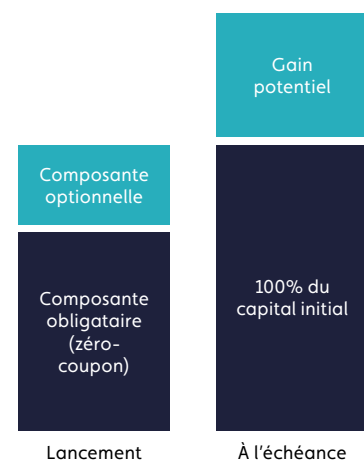 Gain
potentiel
Composante
optionnelle
Composante
obligataire
(zéro-
coupon)
100% du
capital initial
Lancement
À l'échéance